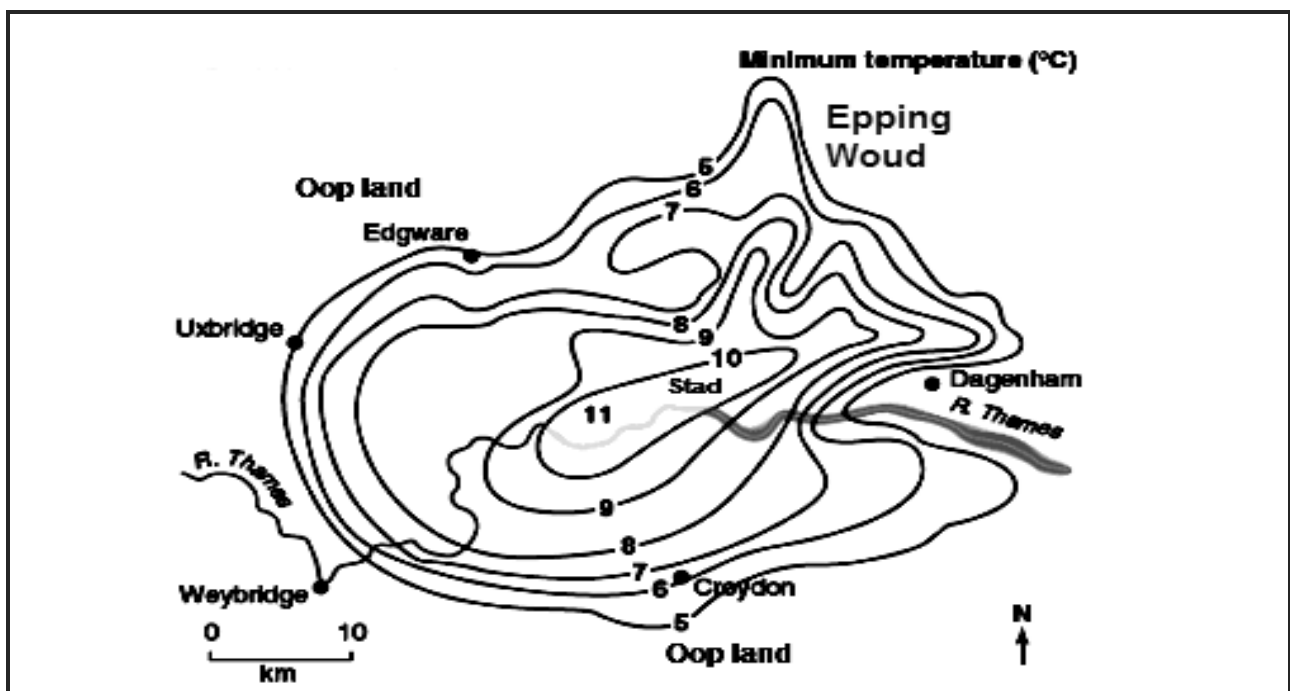 Minimum temperature (°C)
Epping
Woud
5
6
Oop land
7
Edgware
Uxbridge
8
9
10
Stad
Dagenham
11
R. Thames
R. Thames
9
8
7
6
Croydon
Weybridge
5
0 10
km
N
Oop land